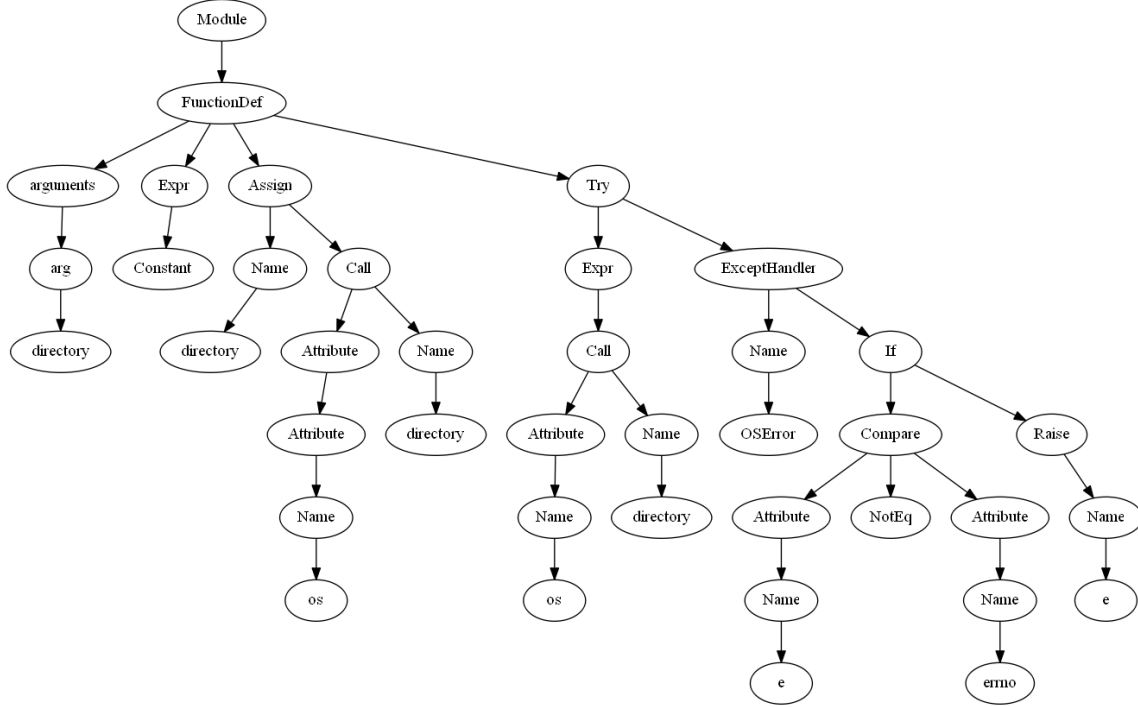 Module
FunctionDef
arguments Expr Assign Try
arg Constant Name Call Expr ExceptHandler
directory directory Attribute Name Call Name If
Attribute directory Attribute Name OSError Compare Raise
Name Name directory Attribute NotEq Attribute Name
os os Name Name e
e errno